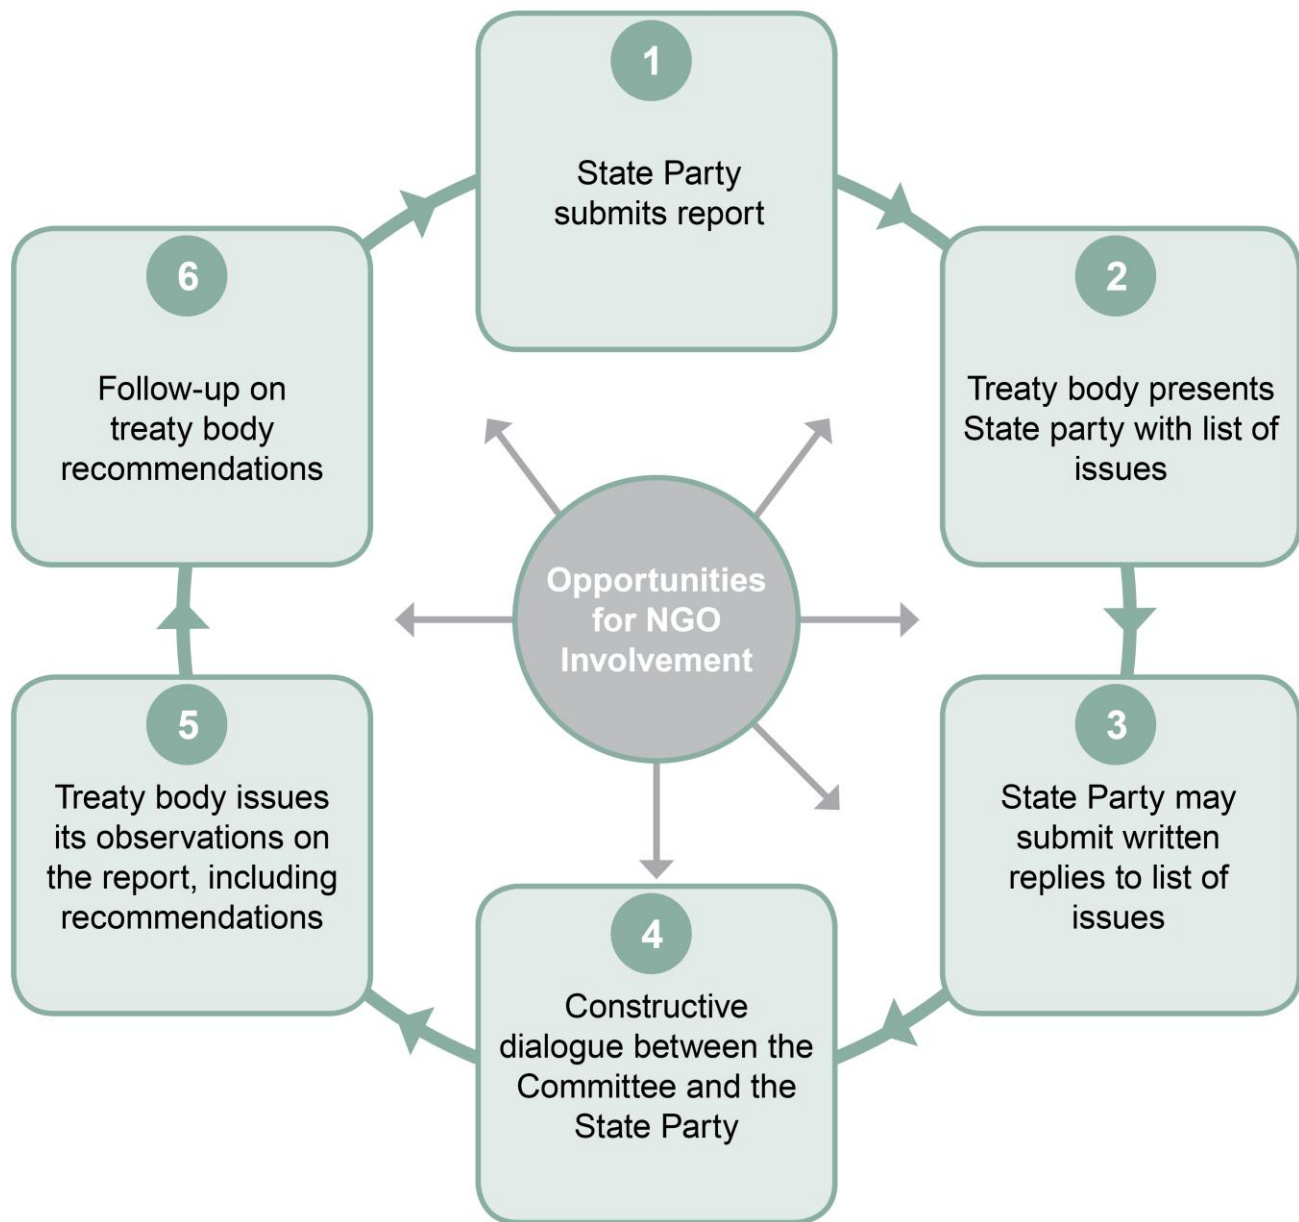 1
State Party
submits report
2
Treaty body presents
State party with list of
issues
3
State Party may
submit written
replies to list of
issues
4
Constructive
dialogue between the
Committee and the
State Party
5
Treaty body issues
its observations on
the report, including
recommendations
6
Follow-up on
treaty body
recommendations
Opportunities
for NGO
Involvement